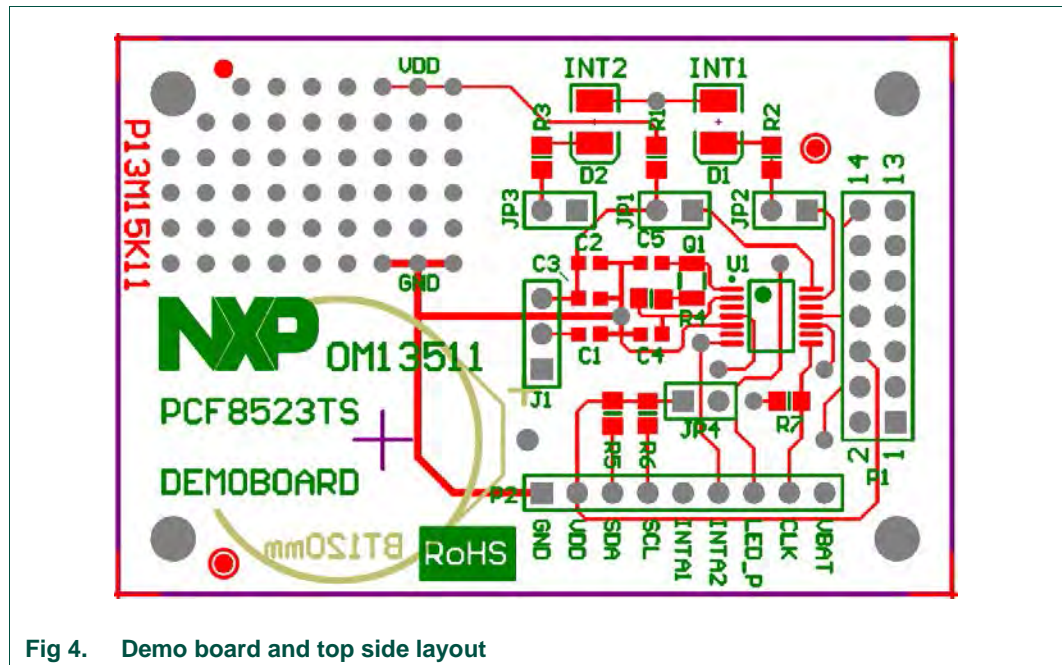 VDD
INT2
INT1
R3
R1
R2
D2
D1
14
13
P13M15K11
JP3
JP1
JP2
C2
C5
Q1
U1
C3
GND
R4
NXP
OM13511
C1
C4
J1
PCF8523TS
JP4
R7
R5
R6
2
1
P1
DEMOBOARD
P2
BT120mm
RoHS
GND
VDD
SDA
SCL
INTA1
INTA2
LED_P
CLK
VBAT
Fig 4. Demo board and top side layout